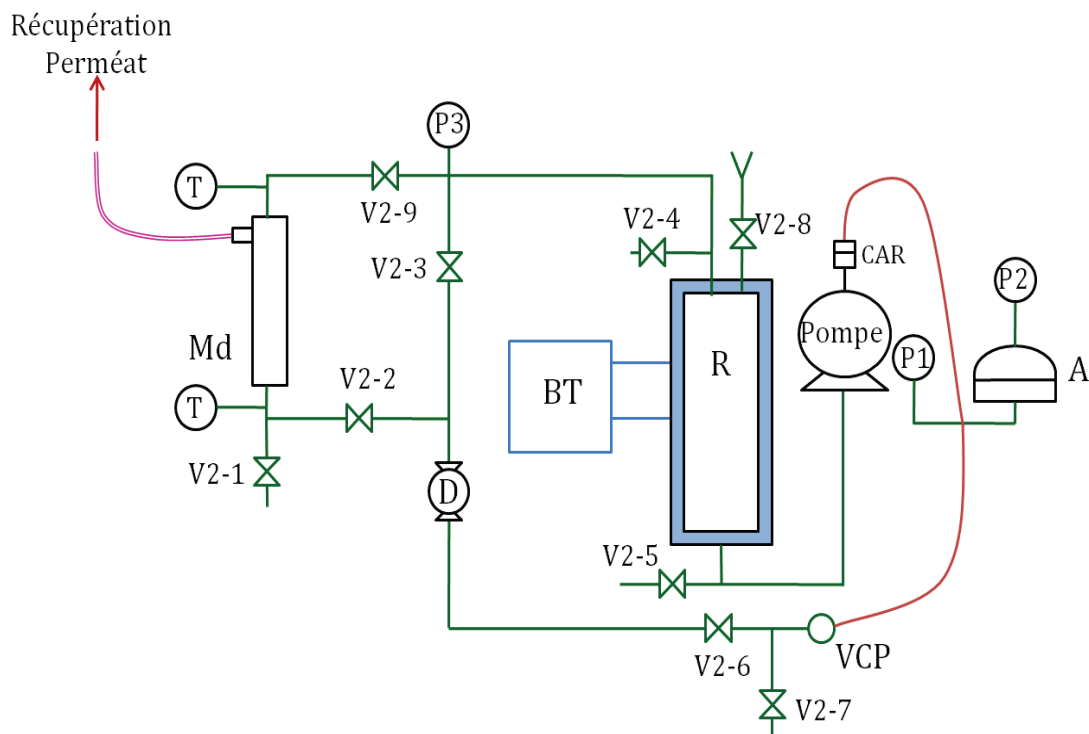 Récupération
Perméat
P3
T
V2-9
V2-4
V2-8
CAR
V2-3
P2
Pompe
P1
Md
R
A
V2-2
BT
T
V2-1
D
V2-5
V2-6
VCP
V2-7